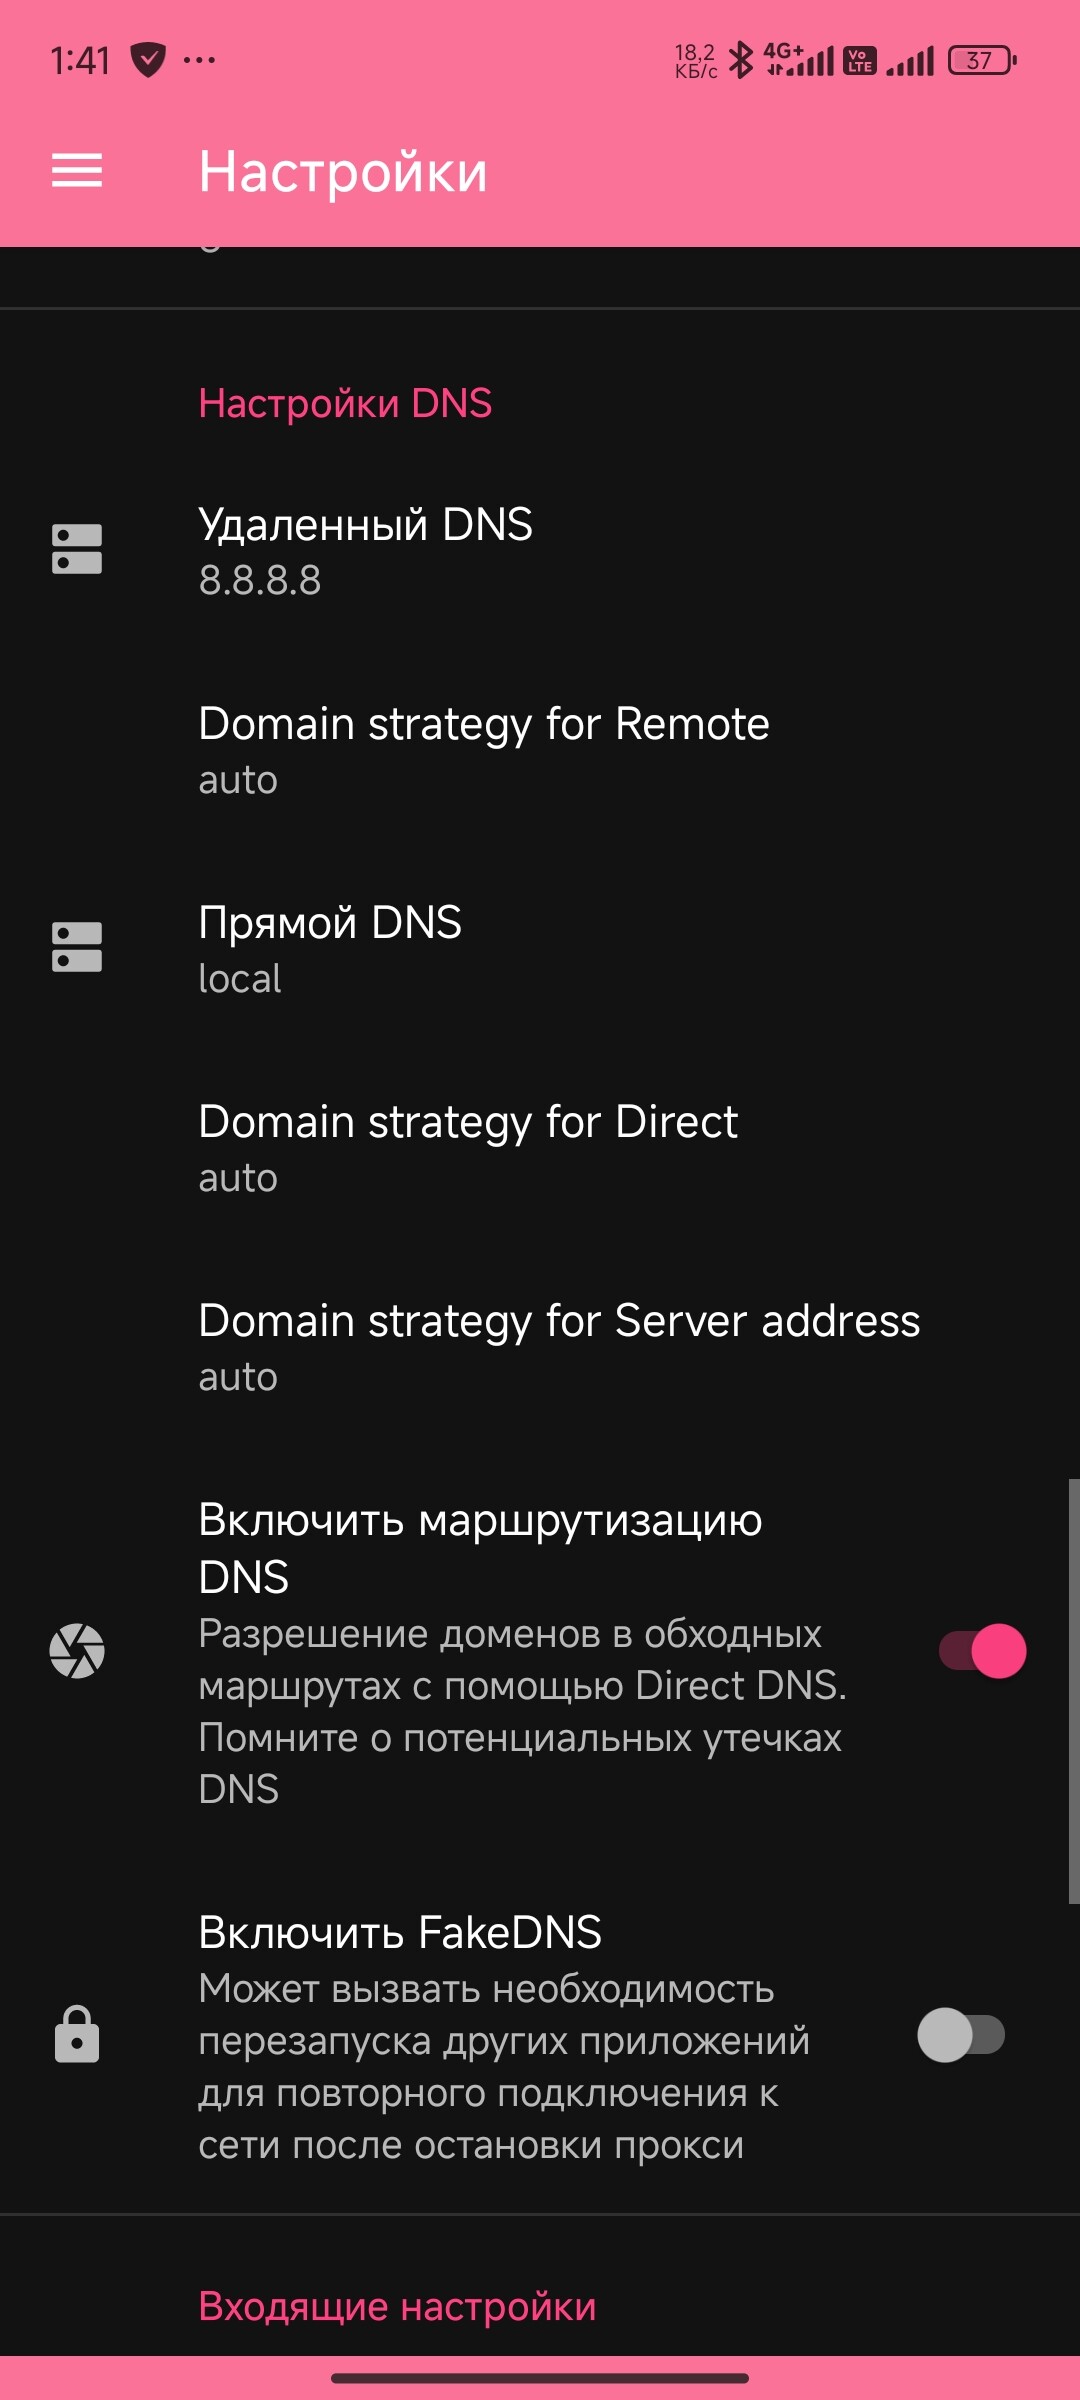 1:41
18,2
КБ/с
4G+
Vo
LTE
37
Настройки
Настройки DNS
Удаленный DNS
8.8.8.8
Domain strategy for Remote
auto
Прямой DNS
local
Domain strategy for Direct
auto
Domain strategy for Server address
auto
Включить маршрутизацию
DNS
Разрешение доменов в обходных
маршрутах с помощью Direct DNS.
Помните о потенциальных утечках
DNS
Включить FakeDNS
Может вызвать необходимость
перезапуска других приложений
для повторного подключения к
сети после остановки прокси
Входящие настройки